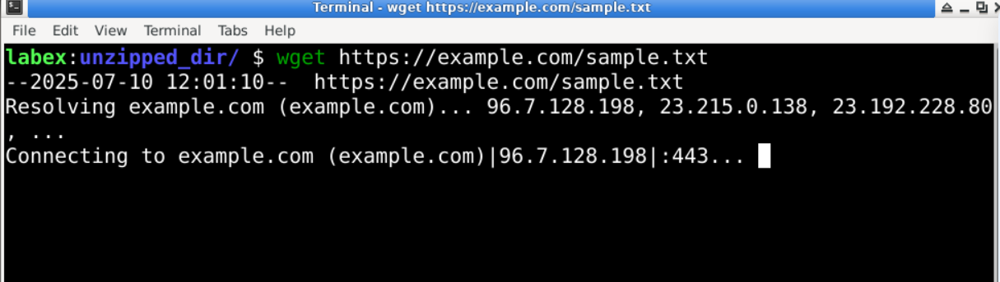 Terminal - wget https://example.com/sample.txt
File Edit View Terminal Tabs Help
labex:unzipped_dir/ $ wget https://example.com/sample.txt
--2025-07-10 12:01:10--  https://example.com/sample.txt
Resolving example.com (example.com)... 96.7.128.198, 23.215.0.138, 23.192.228.80
, ...
Connecting to example.com (example.com)|96.7.128.198|:443...